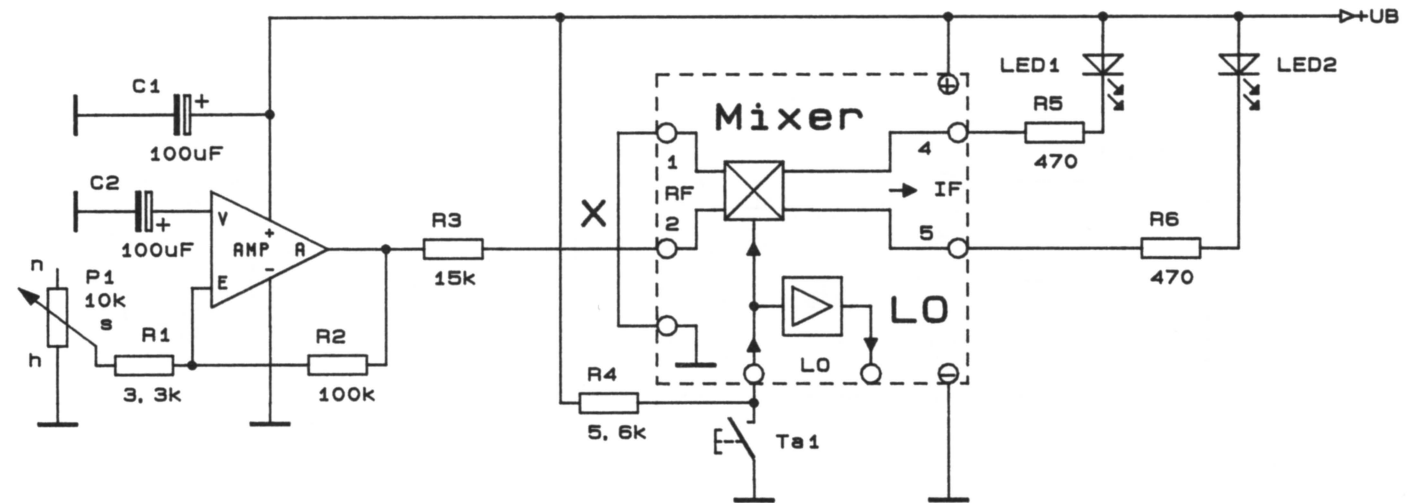 +UB
C1
+
100uF
LED1
LED2
Mixer
+
R5
470
1
4
C2
+
100uF
V
+
AMP
A
-
E
R3
15k
X
RF
2
IF
5
R6
470
n
P1
10k
s
h
R1
3,3k
R2
100k
LO
LO
-
R4
5,6k
Ta1